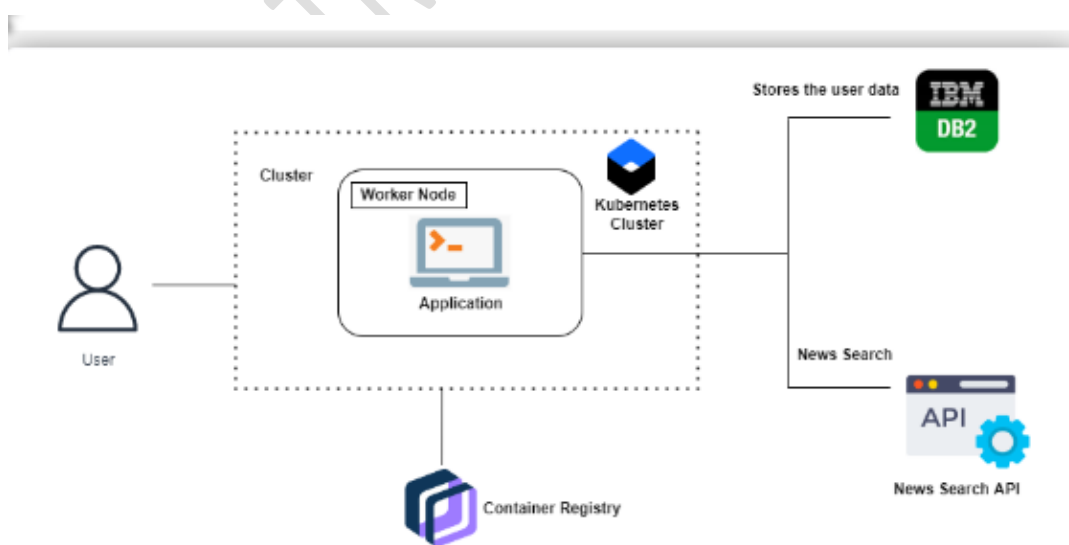 Stores the user data
IBM
DB2
Cluster
Worker Node
Kubernetes
Cluster
Application
User
News Search
API
News Search API
Container Registry